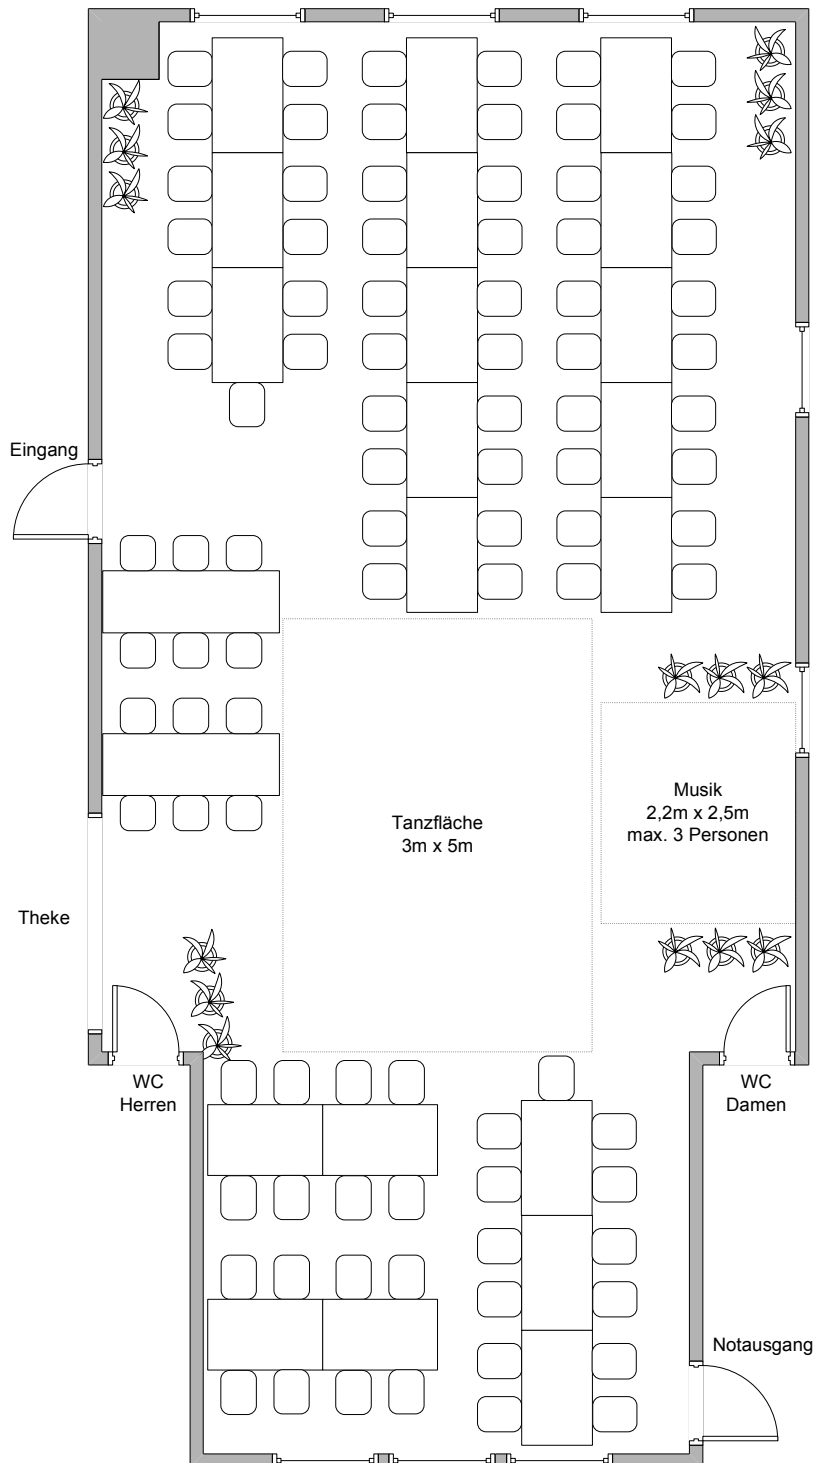 Eingang
Musik
2,2m x 2,5m
max. 3 Personen
Tanzfläche
3m x 5m
Theke
WC
Herren
WC
Damen
Notausgang